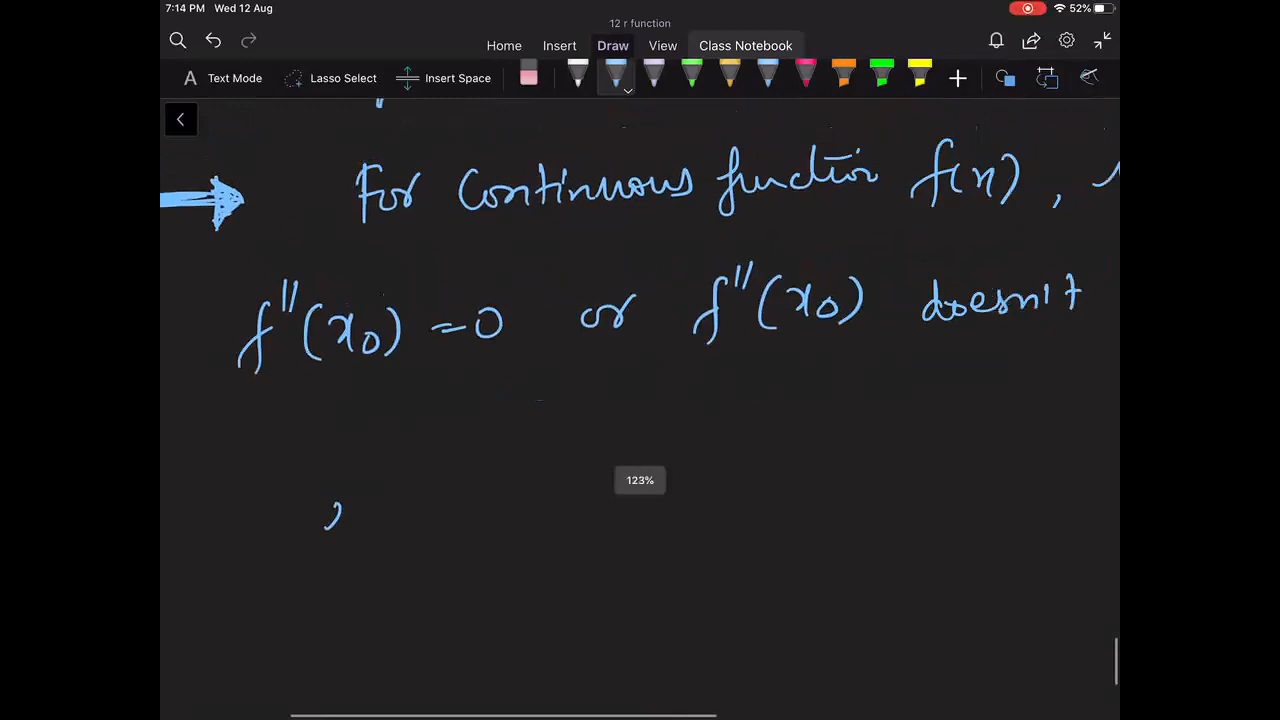 7:14 PM Wed 12 Aug
52%
12 r function
Home Insert Draw View Class Notebook
A Text Mode Lasso Select Insert Space
For continuous function f(x),
f''(x0) = 0 or f''(x0) doesn't
123%
,